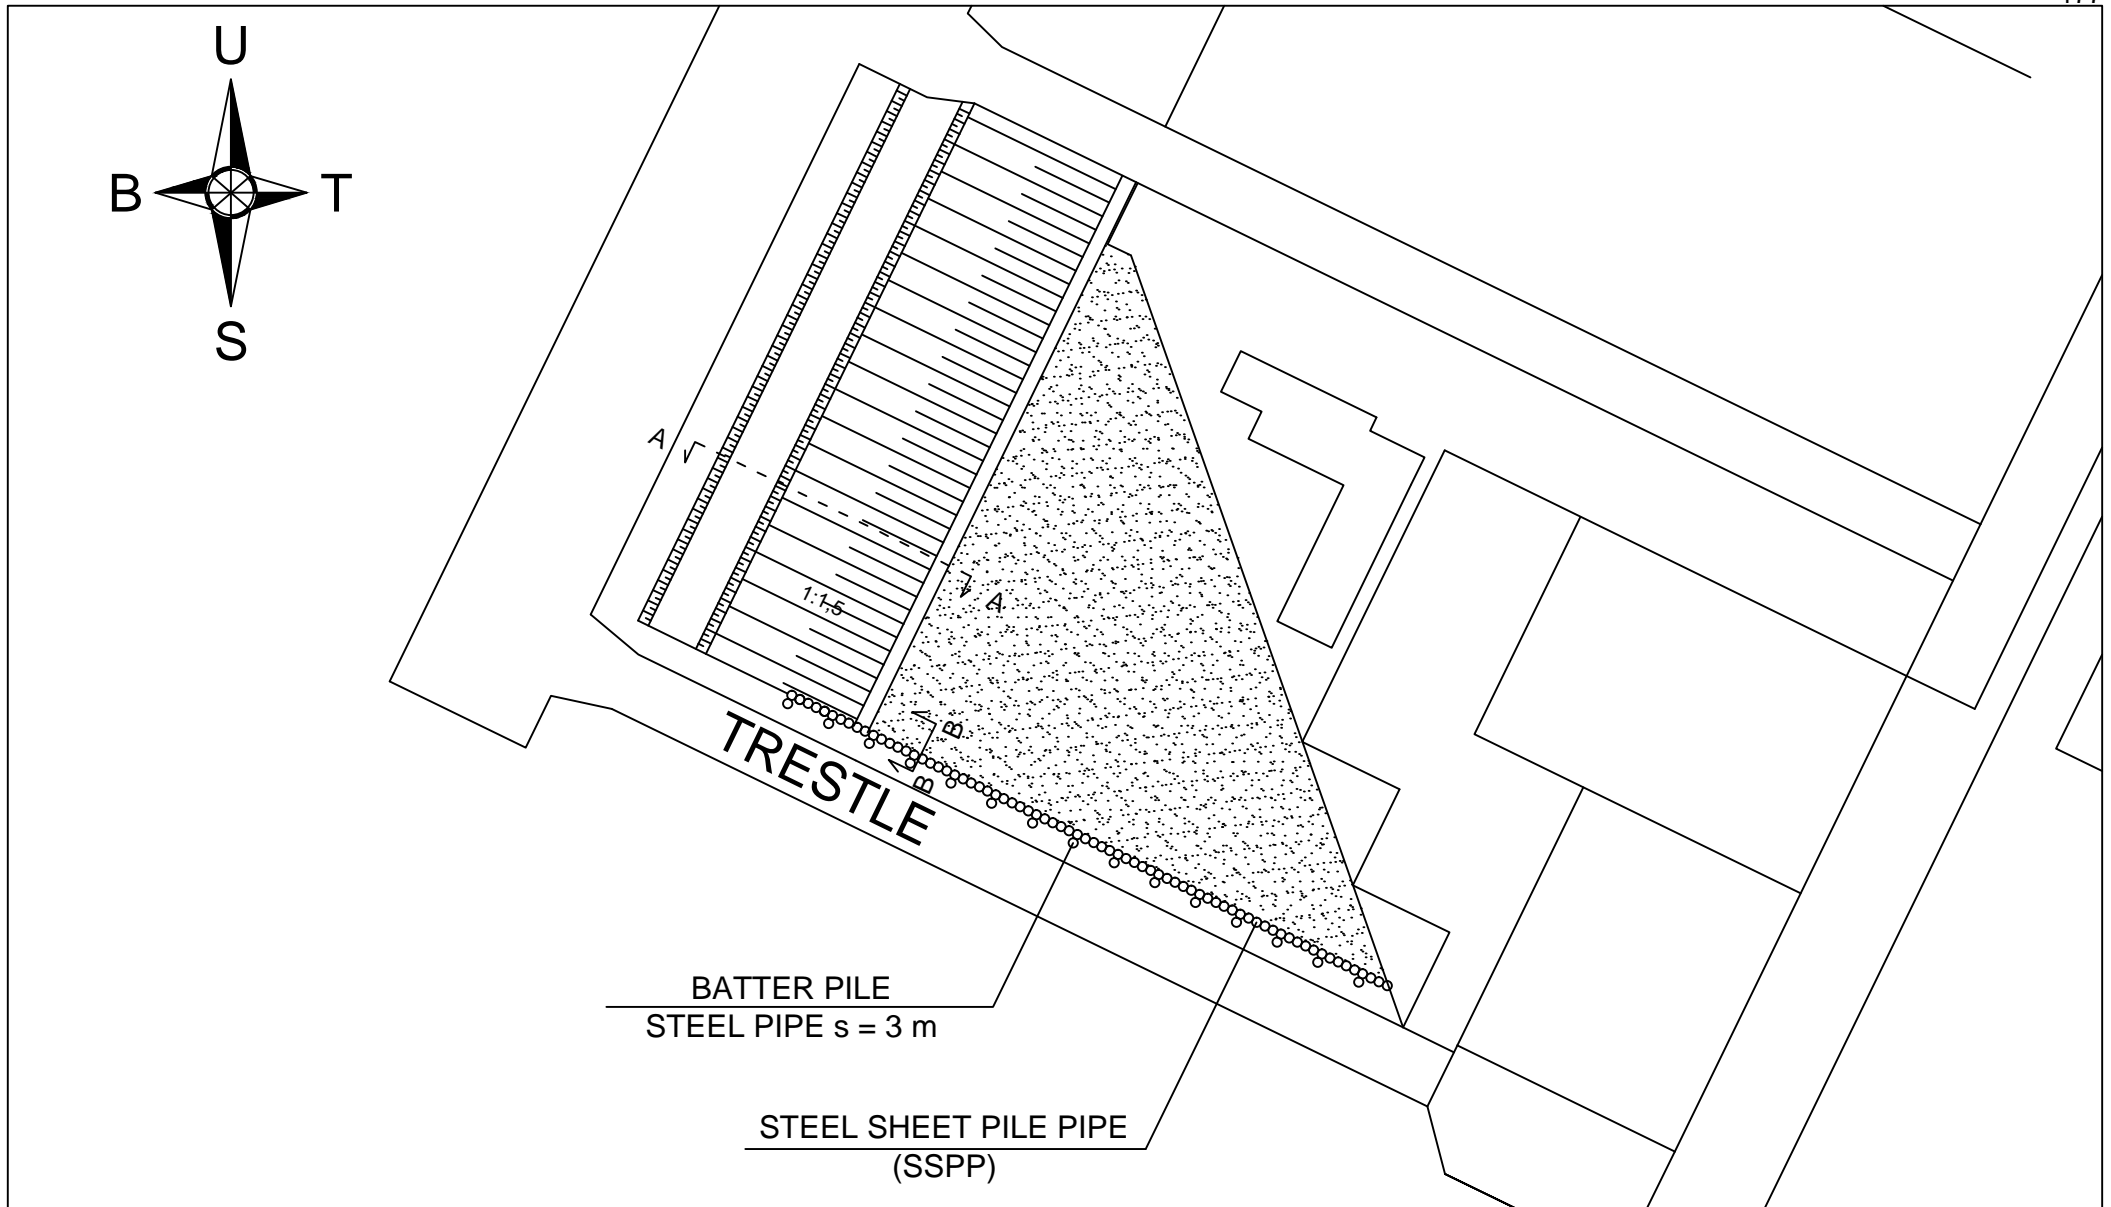 U
B T
S
A
A
1:1,5
B
B
TRESTLE
BATTER PILE
STEEL PIPE s = 3 m
STEEL SHEET PILE PIPE
(SSPP)